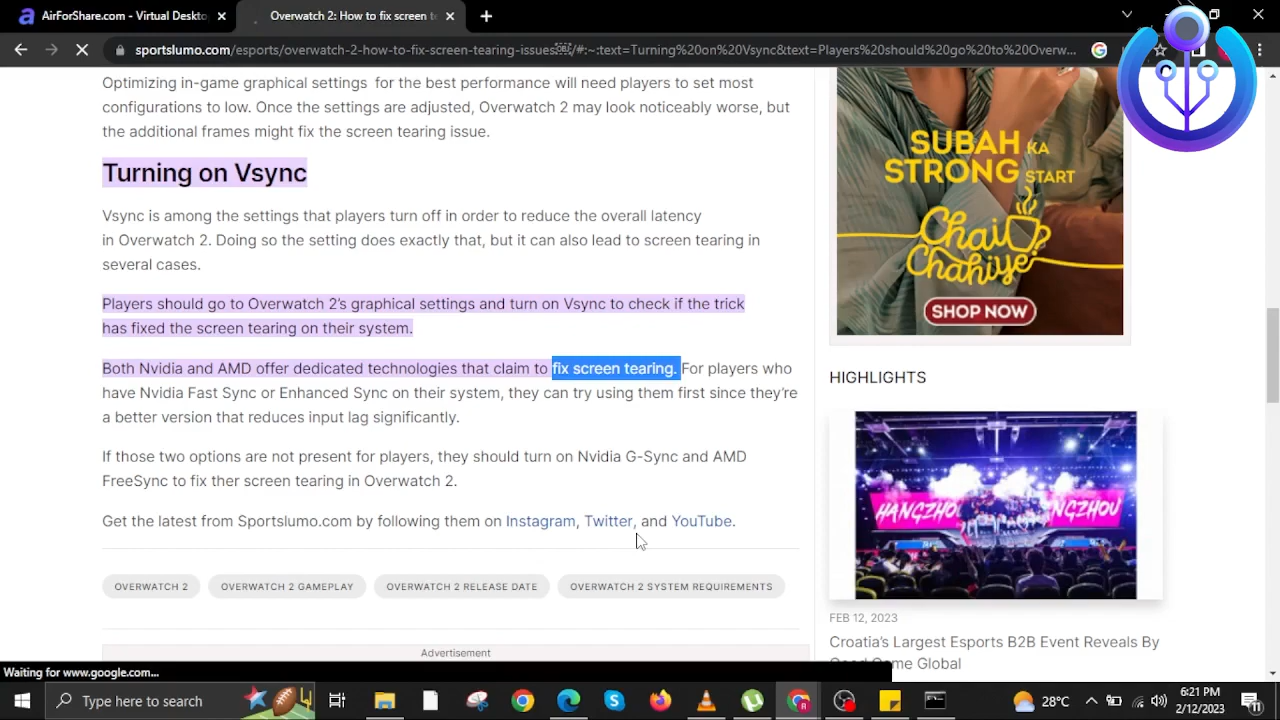 AirForShare.com - Virtual Deskto
Overwatch 2: How to fix screen te
sportslumo.com/esports/overwatch-2-how-to-fix-screen-tearing-issues
/#:~:text=Turning%20on%20Vsync&text=Players%20should%20go%20to%20Overw...
Optimizing in-game graphical settings for the best performance will need players to set most
configurations to low. Once the settings are adjusted, Overwatch 2 may look noticeably worse, but
the additional frames might fix the screen tearing issue.
Turning on Vsync
Vsync is among the settings that players turn off in order to reduce the overall latency
in Overwatch 2. Doing so the setting does exactly that, but it can also lead to screen tearing in
several cases.
Players should go to Overwatch 2’s graphical settings and turn on Vsync to check if the trick
has fixed the screen tearing on their system.
Both Nvidia and AMD offer dedicated technologies that claim to fix screen tearing. For players who
have Nvidia Fast Sync or Enhanced Sync on their system, they can try using them first since they’re
a better version that reduces input lag significantly.
If those two options are not present for players, they should turn on Nvidia G-Sync and AMD
FreeSync to fix ther screen tearing in Overwatch 2.
Get the latest from Sportslumo.com by following them on Instagram, Twitter, and YouTube.
OVERWATCH 2
OVERWATCH 2 GAMEPLAY
OVERWATCH 2 RELEASE DATE
OVERWATCH 2 SYSTEM REQUIREMENTS
Advertisement
SUBAH KA
STRONG START
Chai
Chahiye!
SHOP NOW
HIGHLIGHTS
HANGZHO
NGZHOU
FEB 12, 2023
Croatia’s Largest Esports B2B Event Reveals By
Good Game Global
Waiting for www.google.com...
Type here to search
28°C
6:21 PM
2/12/2023
11